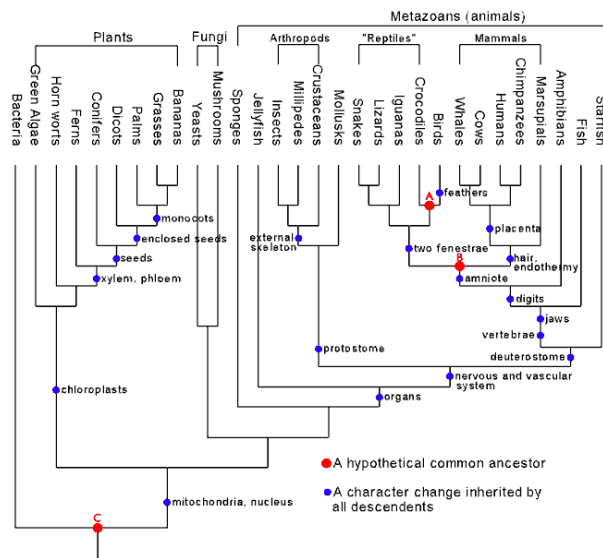 Metazoans (animals)
Plants
Fungi
Arthropods
"Reptiles"
Mammals
Bacteria
Green Algae
Horn worts
Ferns
Conifers
Dicots
Palms
Grasses
Bananas
Yeasts
Mushrooms
Sponges
Jellyfish
Insects
Millipedes
Crustaceans
Mollusks
Snakes
Lizards
Iguanas
Crocodiles
Birds
Whales
Cows
Humans
Chimpanzees
Marsupials
Amphibians
Fish
Starfish
A
feathers
monocots
placenta
enclosed seeds
external
skeleton
two fenestrae
seeds
B
hair,
endothermy
xylem, phloem
amniote
digits
jaws
vertebrae
protostome
deuterostome
nervous and vascular
system
chloroplasts
organs
A hypothetical common ancestor
A character change inherited by
all descendents
mitochondria, nucleus
C